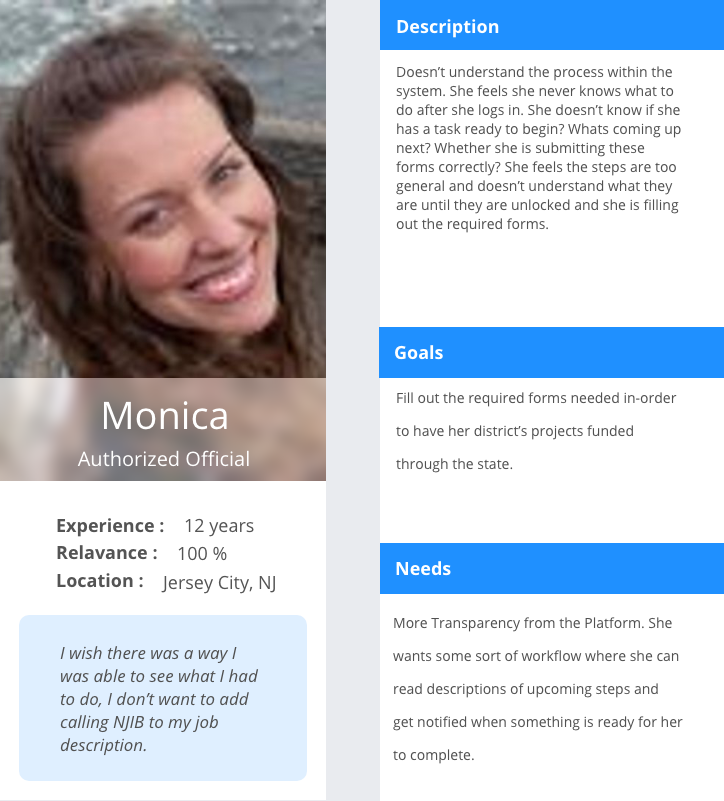 Monica
Authorized Official
Experience : 12 years
Relavance : 100 %
Location : Jersey City, NJ
I wish there was a way I
was able to see what I had
to do, I don’t want to add
calling NJIB to my job
description.
Description
Doesn’t understand the process within the
system. She feels she never knows what to
do after she logs in. She doesn’t know if she
has a task ready to begin? Whats coming up
next? Whether she is submitting these
forms correctly? She feels the steps are too
general and doesn’t understand what they
are until they are unlocked and she is filling
out the required forms.
Goals
Fill out the required forms needed in-order
to have her district’s projects funded
through the state.
Needs
More Transparency from the Platform. She
wants some sort of workflow where she can
read descriptions of upcoming steps and
get notified when something is ready for her
to complete.